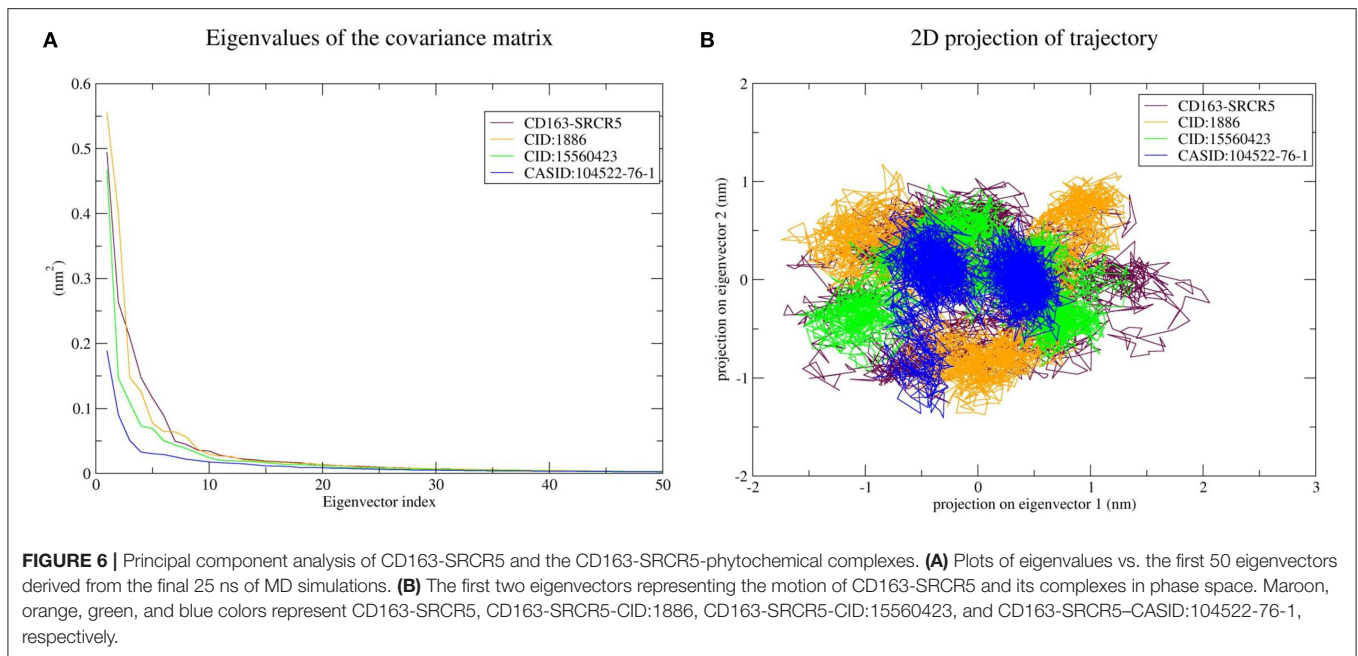 A
Eigenvalues of the covariance matrix
0.6
0.5
0.4
0.3
0.2
0.1
0
(nm²)
0
10
20
30
40
50
Eigenvector index
CD163-SRCR5
CID:1886
CID:15560423
CASID:104522-76-1
B
2D projection of trajectory
2
1
0
-1
-2
projection on eigenvector 2 (nm)
-2
-1
0
1
2
3
projection on eigenvector 1 (nm)
CD163-SRCR5
CID:1886
CID:15560423
CASID:104522-76-1
FIGURE 6 | Principal component analysis of CD163-SRCR5 and the CD163-SRCR5-phytochemical complexes. (A) Plots of eigenvalues vs. the first 50 eigenvectors
derived from the final 25 ns of MD simulations. (B) The first two eigenvectors representing the motion of CD163-SRCR5 and its complexes in phase space. Maroon,
orange, green, and blue colors represent CD163-SRCR5, CD163-SRCR5-CID:1886, CD163-SRCR5-CID:15560423, and CD163-SRCR5–CASID:104522-76-1,
respectively.